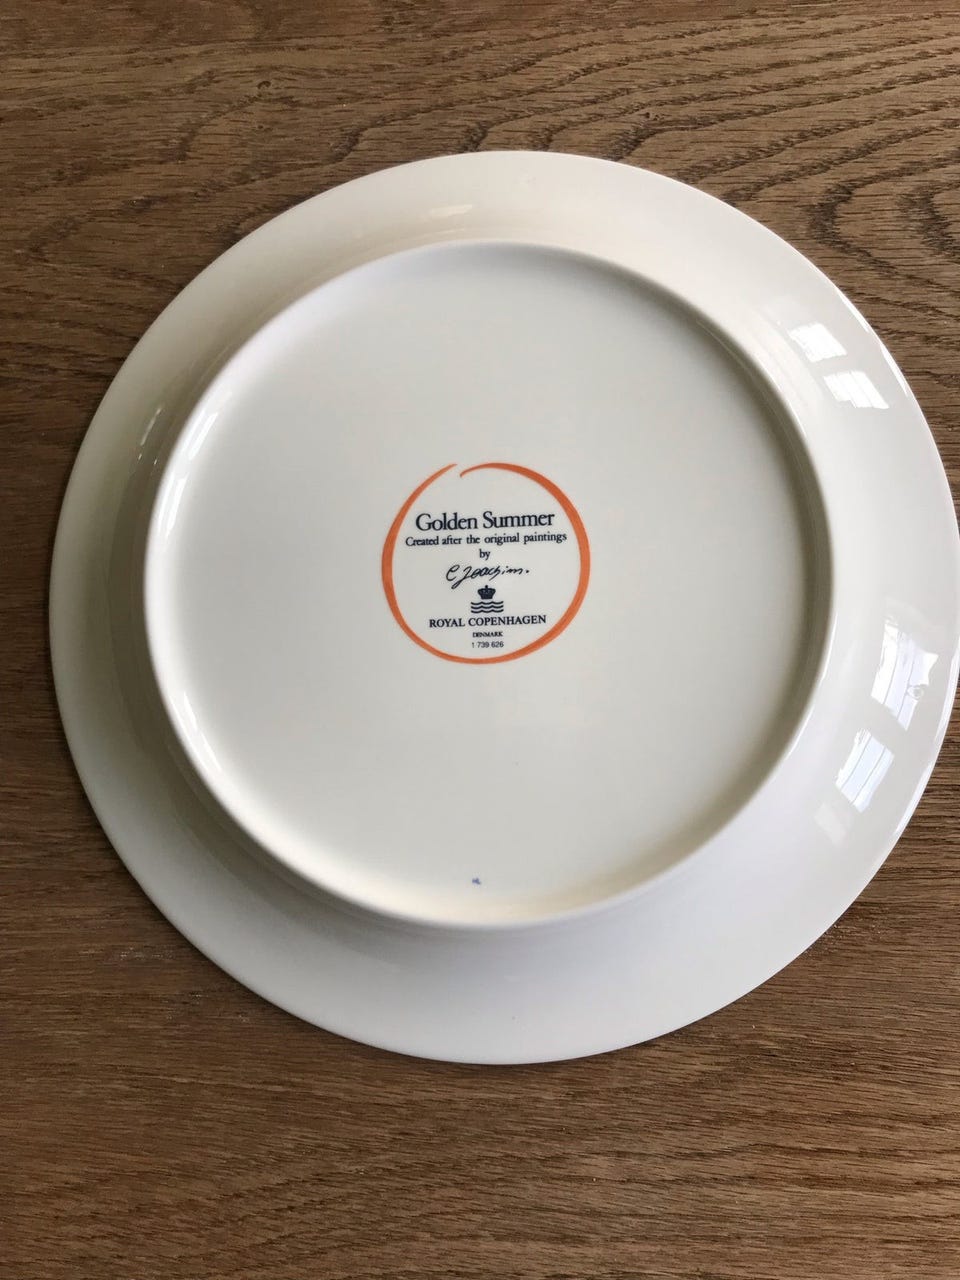 Golden Summer
Created after the original paintings
by
C Joachim.
ROYAL COPENHAGEN
DENMARK
1 739 626